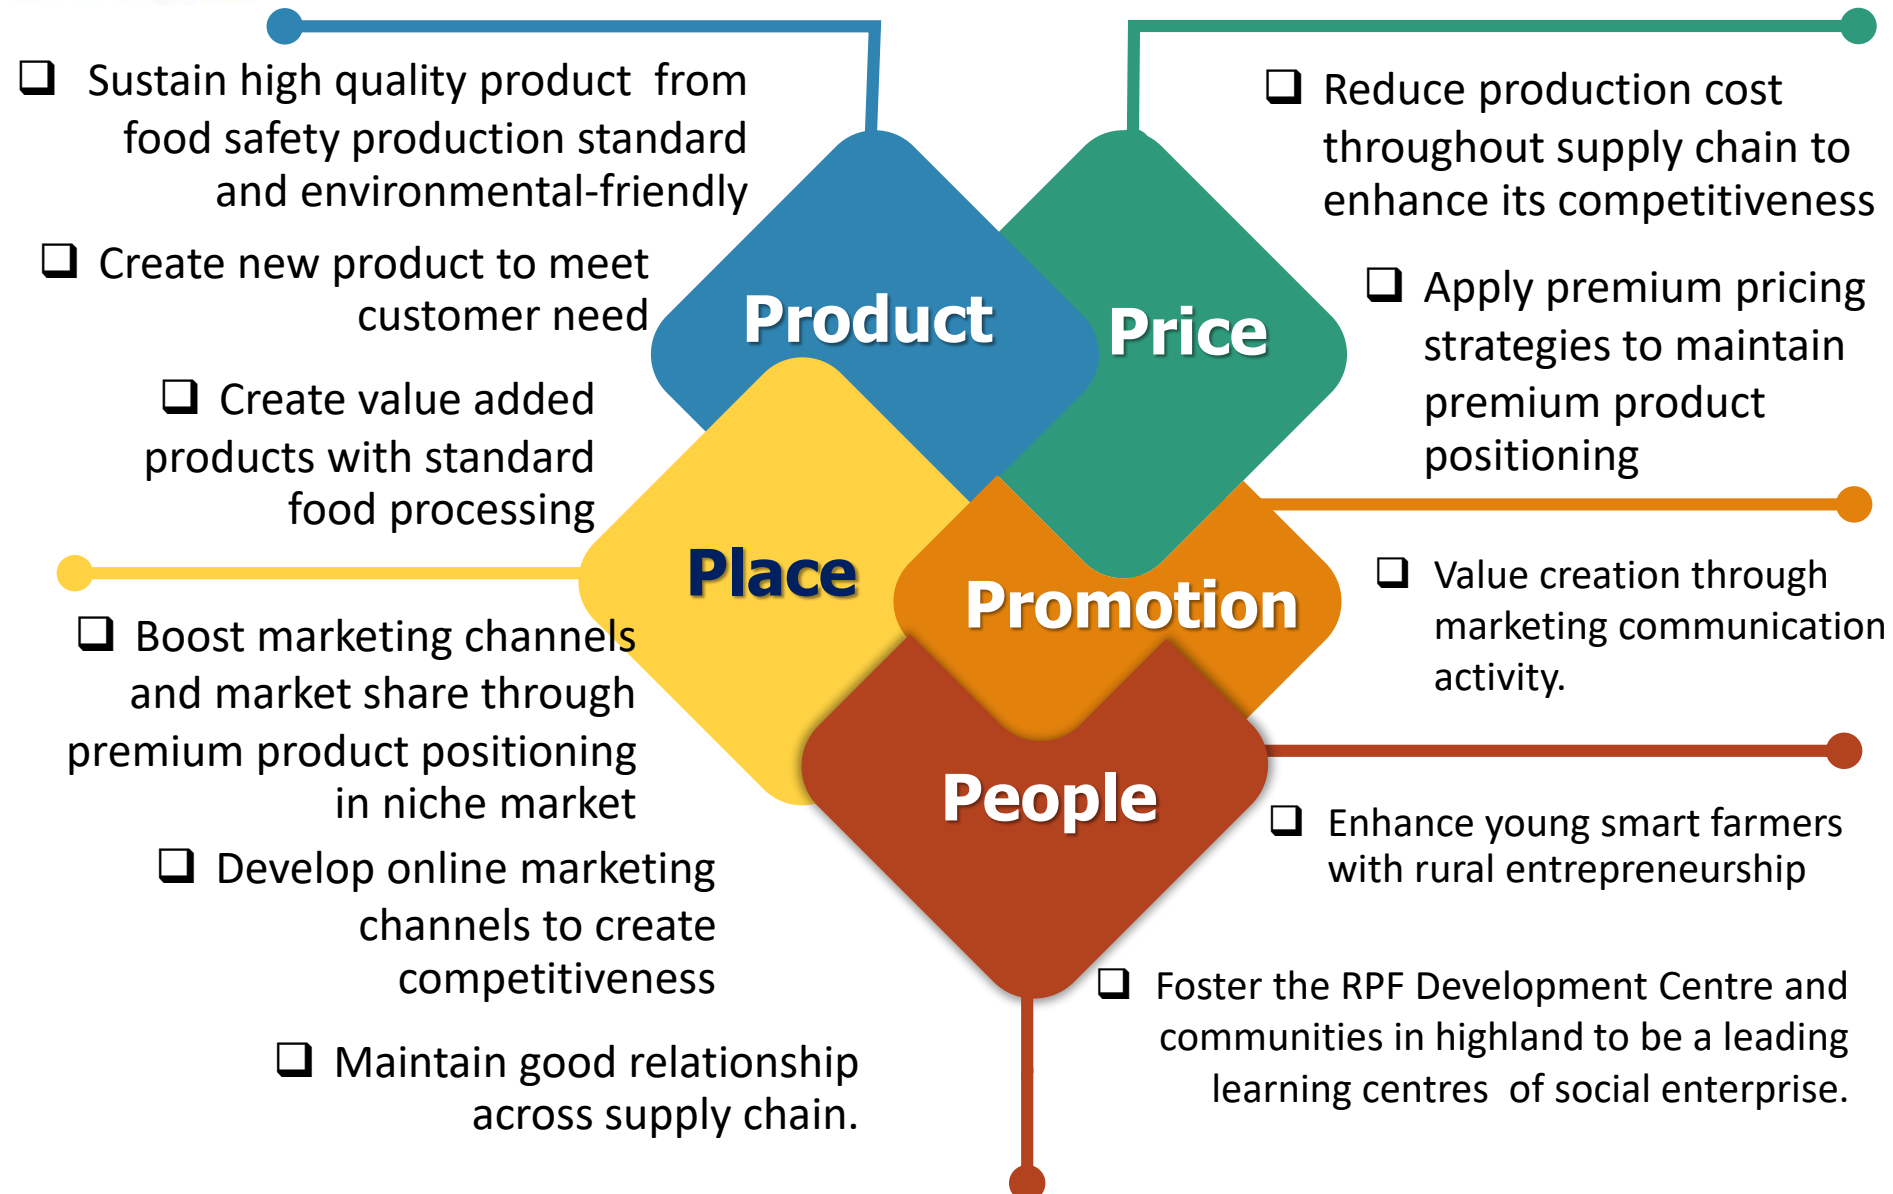 Sustain high quality product from
food safety production standard
and environmental-friendly
Create new product to meet
customer need
Create value added
products with standard
food processing
Product
Price
Reduce production cost
throughout supply chain to
enhance its competitiveness
Apply premium pricing
strategies to maintain
premium product
positioning
Place
Boost marketing channels
and market share through
premium product positioning
in niche market
Develop online marketing
channels to create
competitiveness
Maintain good relationship
across supply chain.
Promotion
Value creation through
marketing communication
activity.
People
Enhance young smart farmers
with rural entrepreneurship
Foster the RPF Development Centre and
communities in highland to be a leading
learning centres of social enterprise.